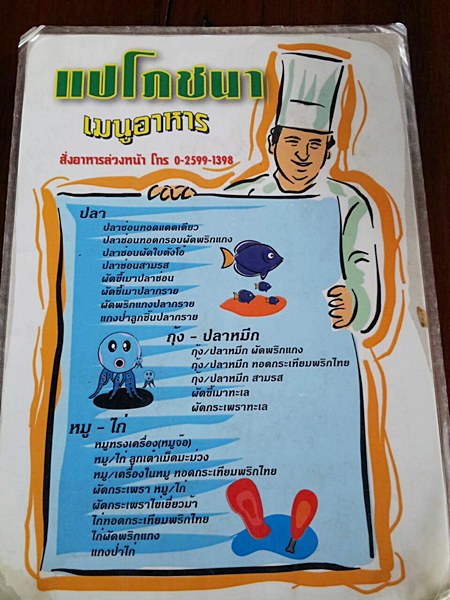 แปโภชนา
เมนูอาหาร
สั่งอาหารล่วงหน้า โทร 0-2599-1398
ปลา
ปลาช่อนทอดแดดเดียว
ปลาช่อนทอดกรอบผัดพริกแกง
ปลาช่อนผัดใบตังโอ๋
ปลาช่อนสามรส
ผัดขี้เมาปลาช่อน
ผัดขี้เมาปลากราย
ผัดพริกแกงปลากราย
แกงป่าลูกชิ้นปลากราย
กุ้ง - ปลาหมึก
กุ้ง/ปลาหมึก ผัดพริกแกง
กุ้ง/ปลาหมึก ทอดกระเทียมพริกไทย
กุ้ง/ปลาหมึก สามรส
ผัดขี้เมาทะเล
ผัดกระเพราทะเล
หมู - ไก่
หมูทรงเครื่อง(หมูจ้อ)
หมู/ไก่ ลูกเต๋าเม็ดมะม่วง
หมู/เครื่องในหมู ทอดกระเทียมพริกไทย
ผัดกระเพรา หมู/ไก่
ผัดกระเพราไข่เยี่ยวม้า
ไก่ทอดกระเทียมพริกไทย
ไก่ผัดพริกแกง
แกงป่าไก่